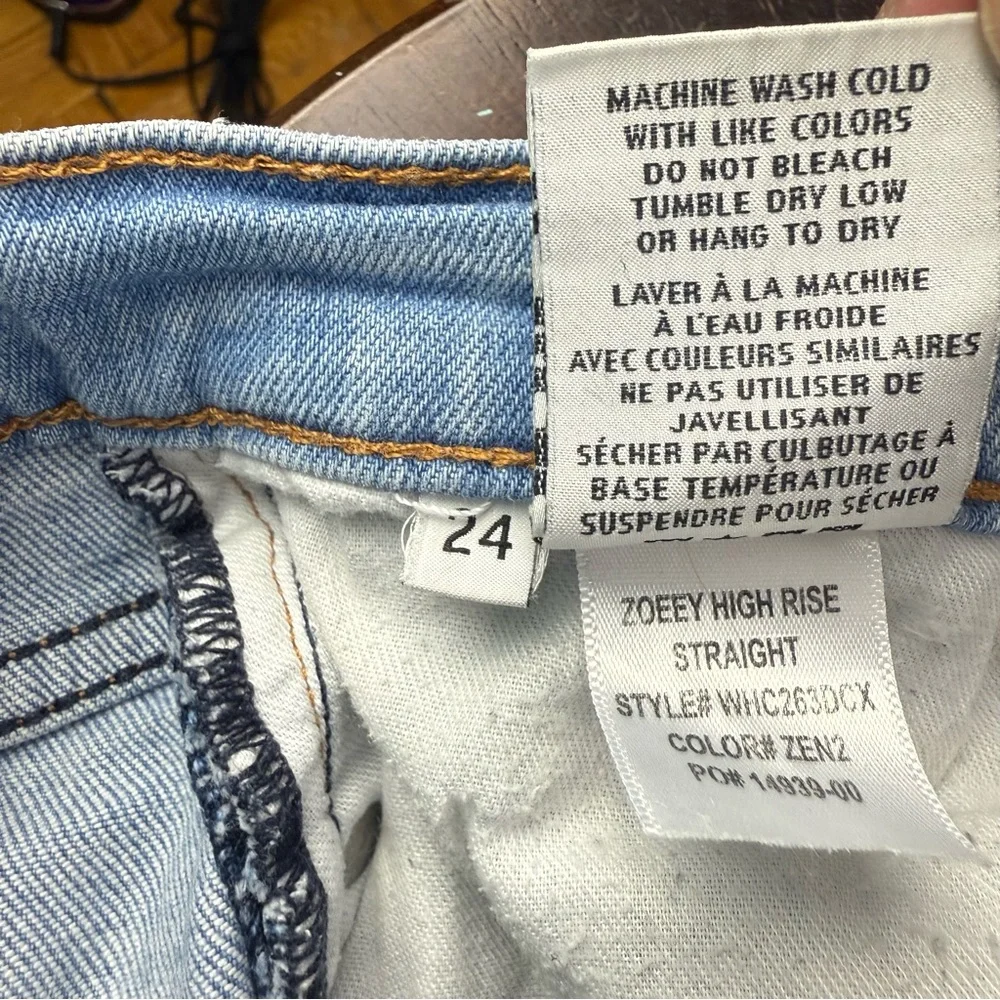 MACHINE WASH COLD
WITH LIKE COLORS
DO NOT BLEACH
TUMBLE DRY LOW
OR HANG TO DRY
LAVER À LA MACHINE
À L'EAU FROIDE
AVEC COULEURS SIMILAIRES
NE PAS UTILISER DE
JAVELLISANT
SÉCHER PAR CULBUTAGE À
BASE TEMPÉRATURE OU
SUSPENDRE POUR SÉCHER
24
ZOEEY HIGH RISE
STRAIGHT
STYLE# WHC263DCX
COLOR# ZEN2
PO# 14939-00